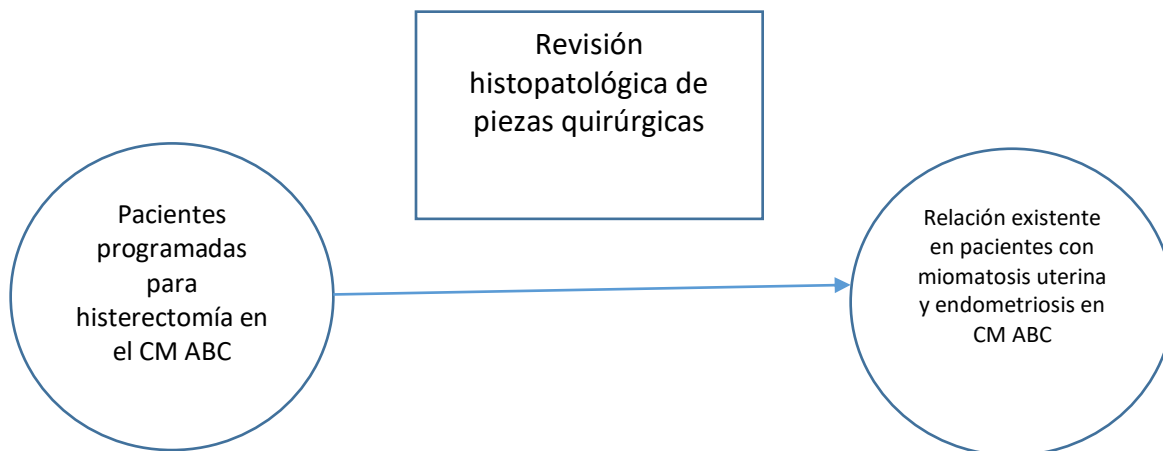 Revisión
histopatológica de
piezas quirúrgicas
Pacientes
programadas
para
histerectomía en
el CM ABC
Relación existente
en pacientes con
miomatosis uterina
y endometriosis en
CM ABC